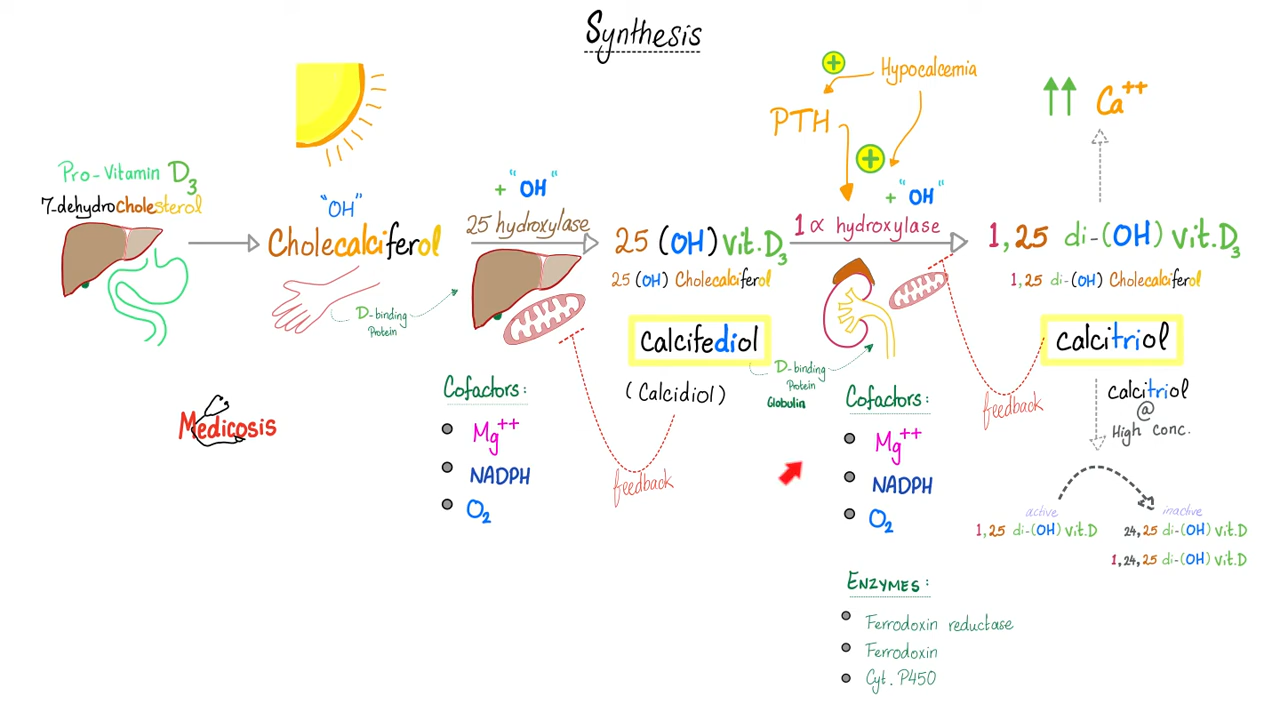 Synthesis
Pro-Vitamin D3
7-dehydrocholesterol
"OH"
Cholecalciferol
D-binding
Protein
+ "OH"
25 hydroxylase
25 (OH) vit.D3
25 (OH) Cholecalciferol
Calcifediol
(Calcidiol)
Cofactors:
Mg++
NADPH
O2
feedback
D-binding
Protein
Globulin
Hypocalcemia
+
PTH
+
+ "OH"
1α hydroxylase
Cofactors:
Mg++
NADPH
O2
Enzymes:
Ferrodoxin reductase
Ferrodoxin
Cyt. P450
Ca++
1,25 di-(OH) vit.D3
1,25 di-(OH) Cholecalciferol
calcitriol
feedback
calcitriol
@
High conc.
active
1,25 di-(OH) vit.D
inactive
24,25 di-(OH) vit.D
1,24,25 di-(OH) vit.D
Medicosis